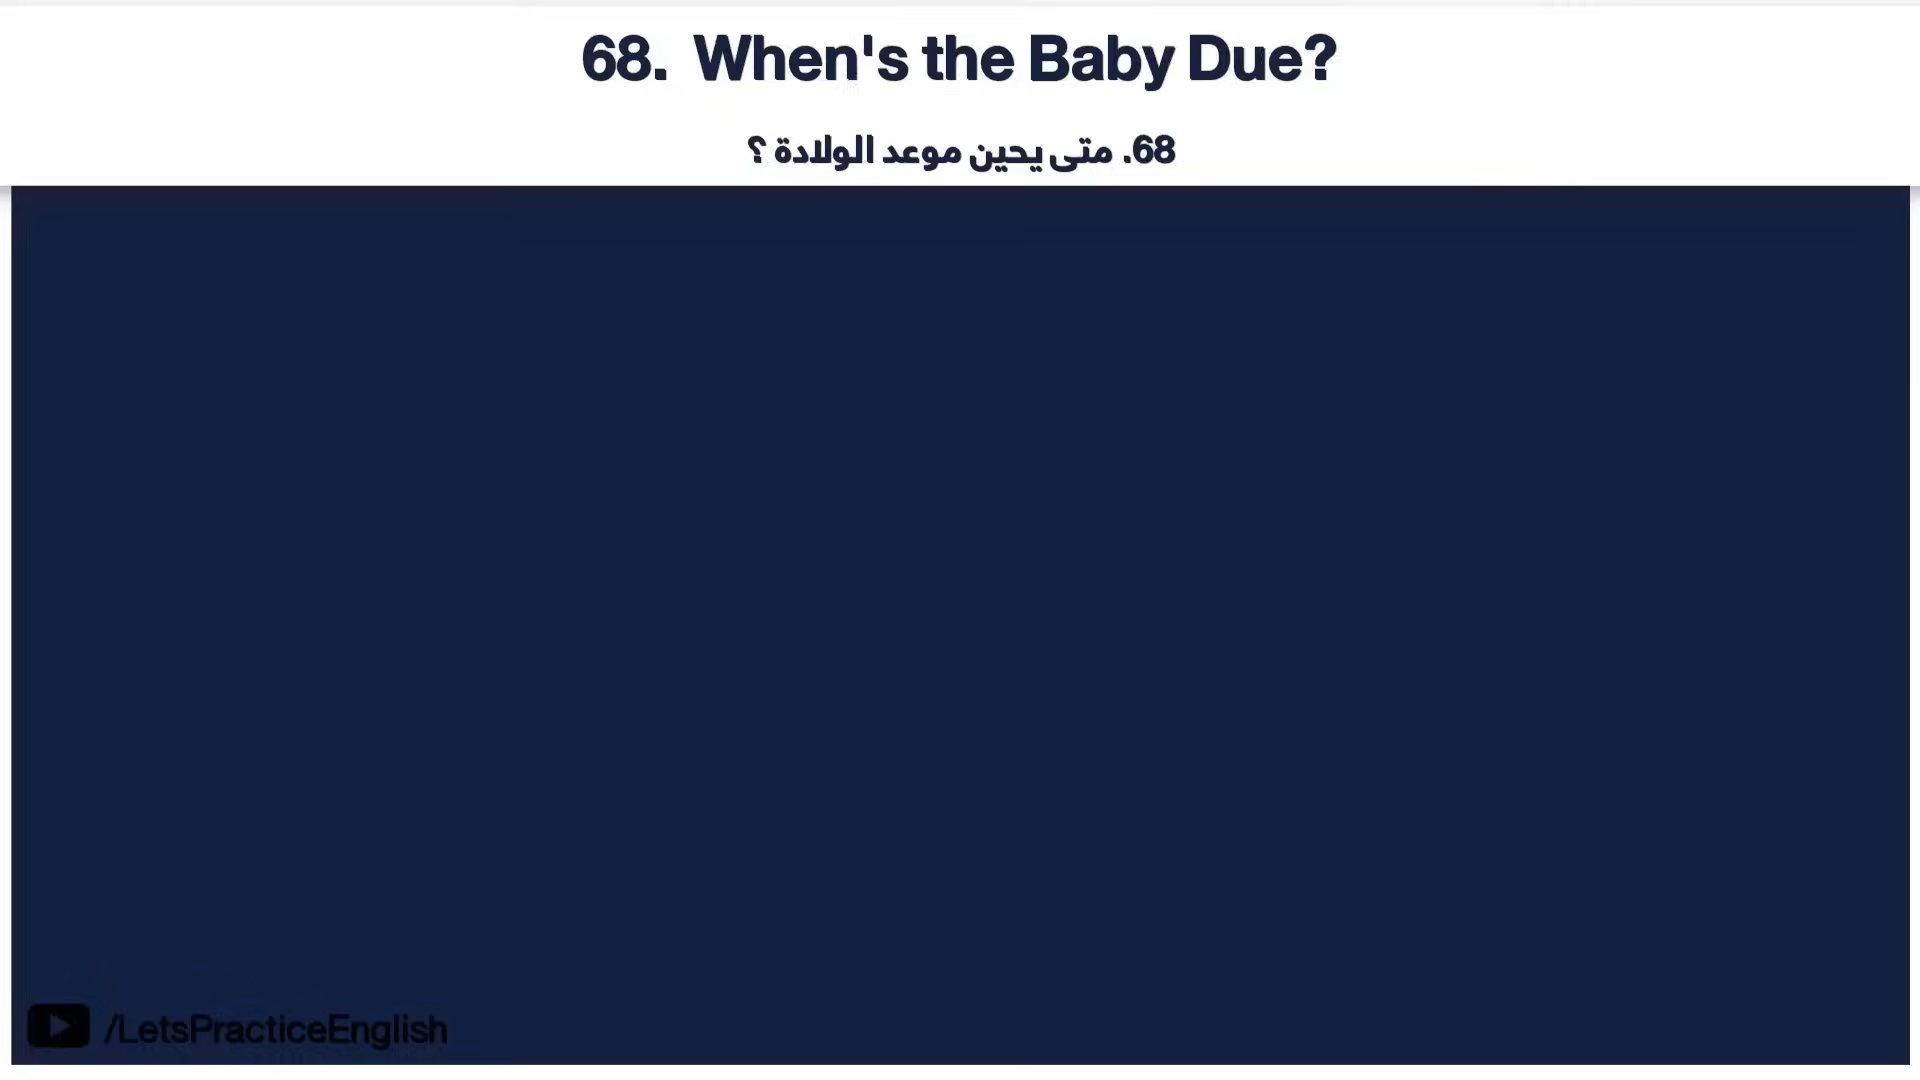 68. When's the Baby Due?
68. متى يحين موعد الولادة ؟
/LetsPracticeEnglish